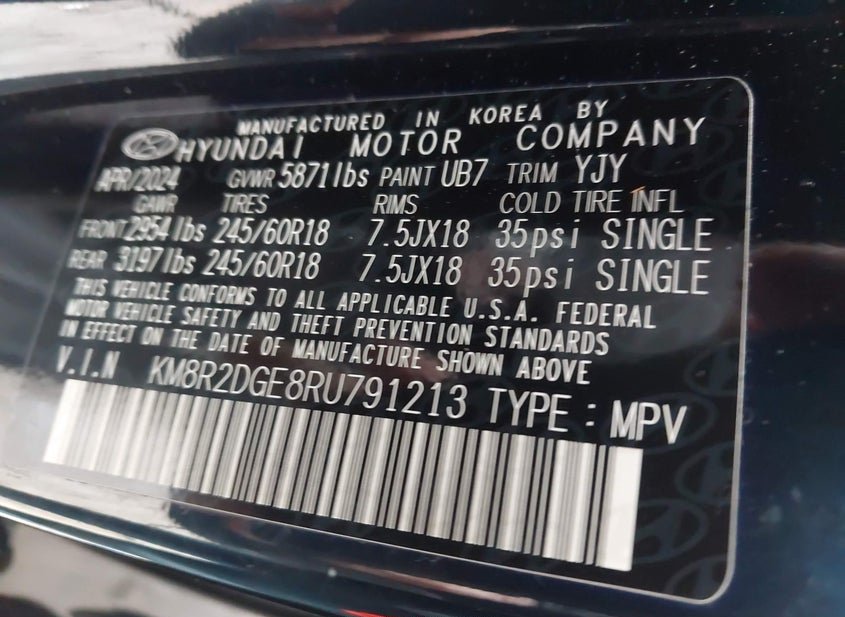 MANUFACTURED IN KOREA BY
HYUNDAI MOTOR COMPANY
APR/2024 GVWR 5871lbs PAINT UB7 TRIM YJY
GAWR TIRES RIMS COLD TIRE INFL
FRONT 2954lbs 245/60R18 7.5JX18 35psi SINGLE
REAR 3197lbs 245/60R18 7.5JX18 35psi SINGLE
THIS VEHICLE CONFORMS TO ALL APPLICABLE U.S.A. FEDERAL
MOTOR VEHICLE SAFETY AND THEFT PREVENTION STANDARDS
IN EFFECT ON THE DATE OF MANUFACTURE SHOWN ABOVE
V.I.N KM8R2DGE8RU791213 TYPE : MPV